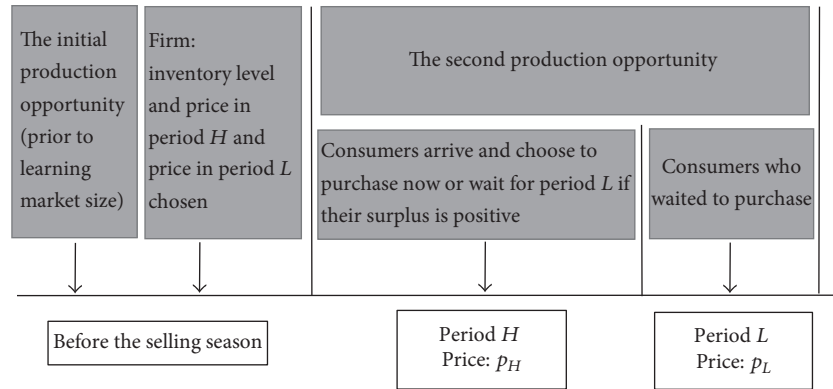 The initial
production
opportunity
(prior to
learning
market size)
Firm:
inventory level
and price in
period H and
price in period L
chosen
The second production opportunity
Consumers arrive and choose to
purchase now or wait for period L if
their surplus is positive
Consumers who
waited to purchase
Before the selling season
Period H
Price: p_H
Period L
Price: p_L